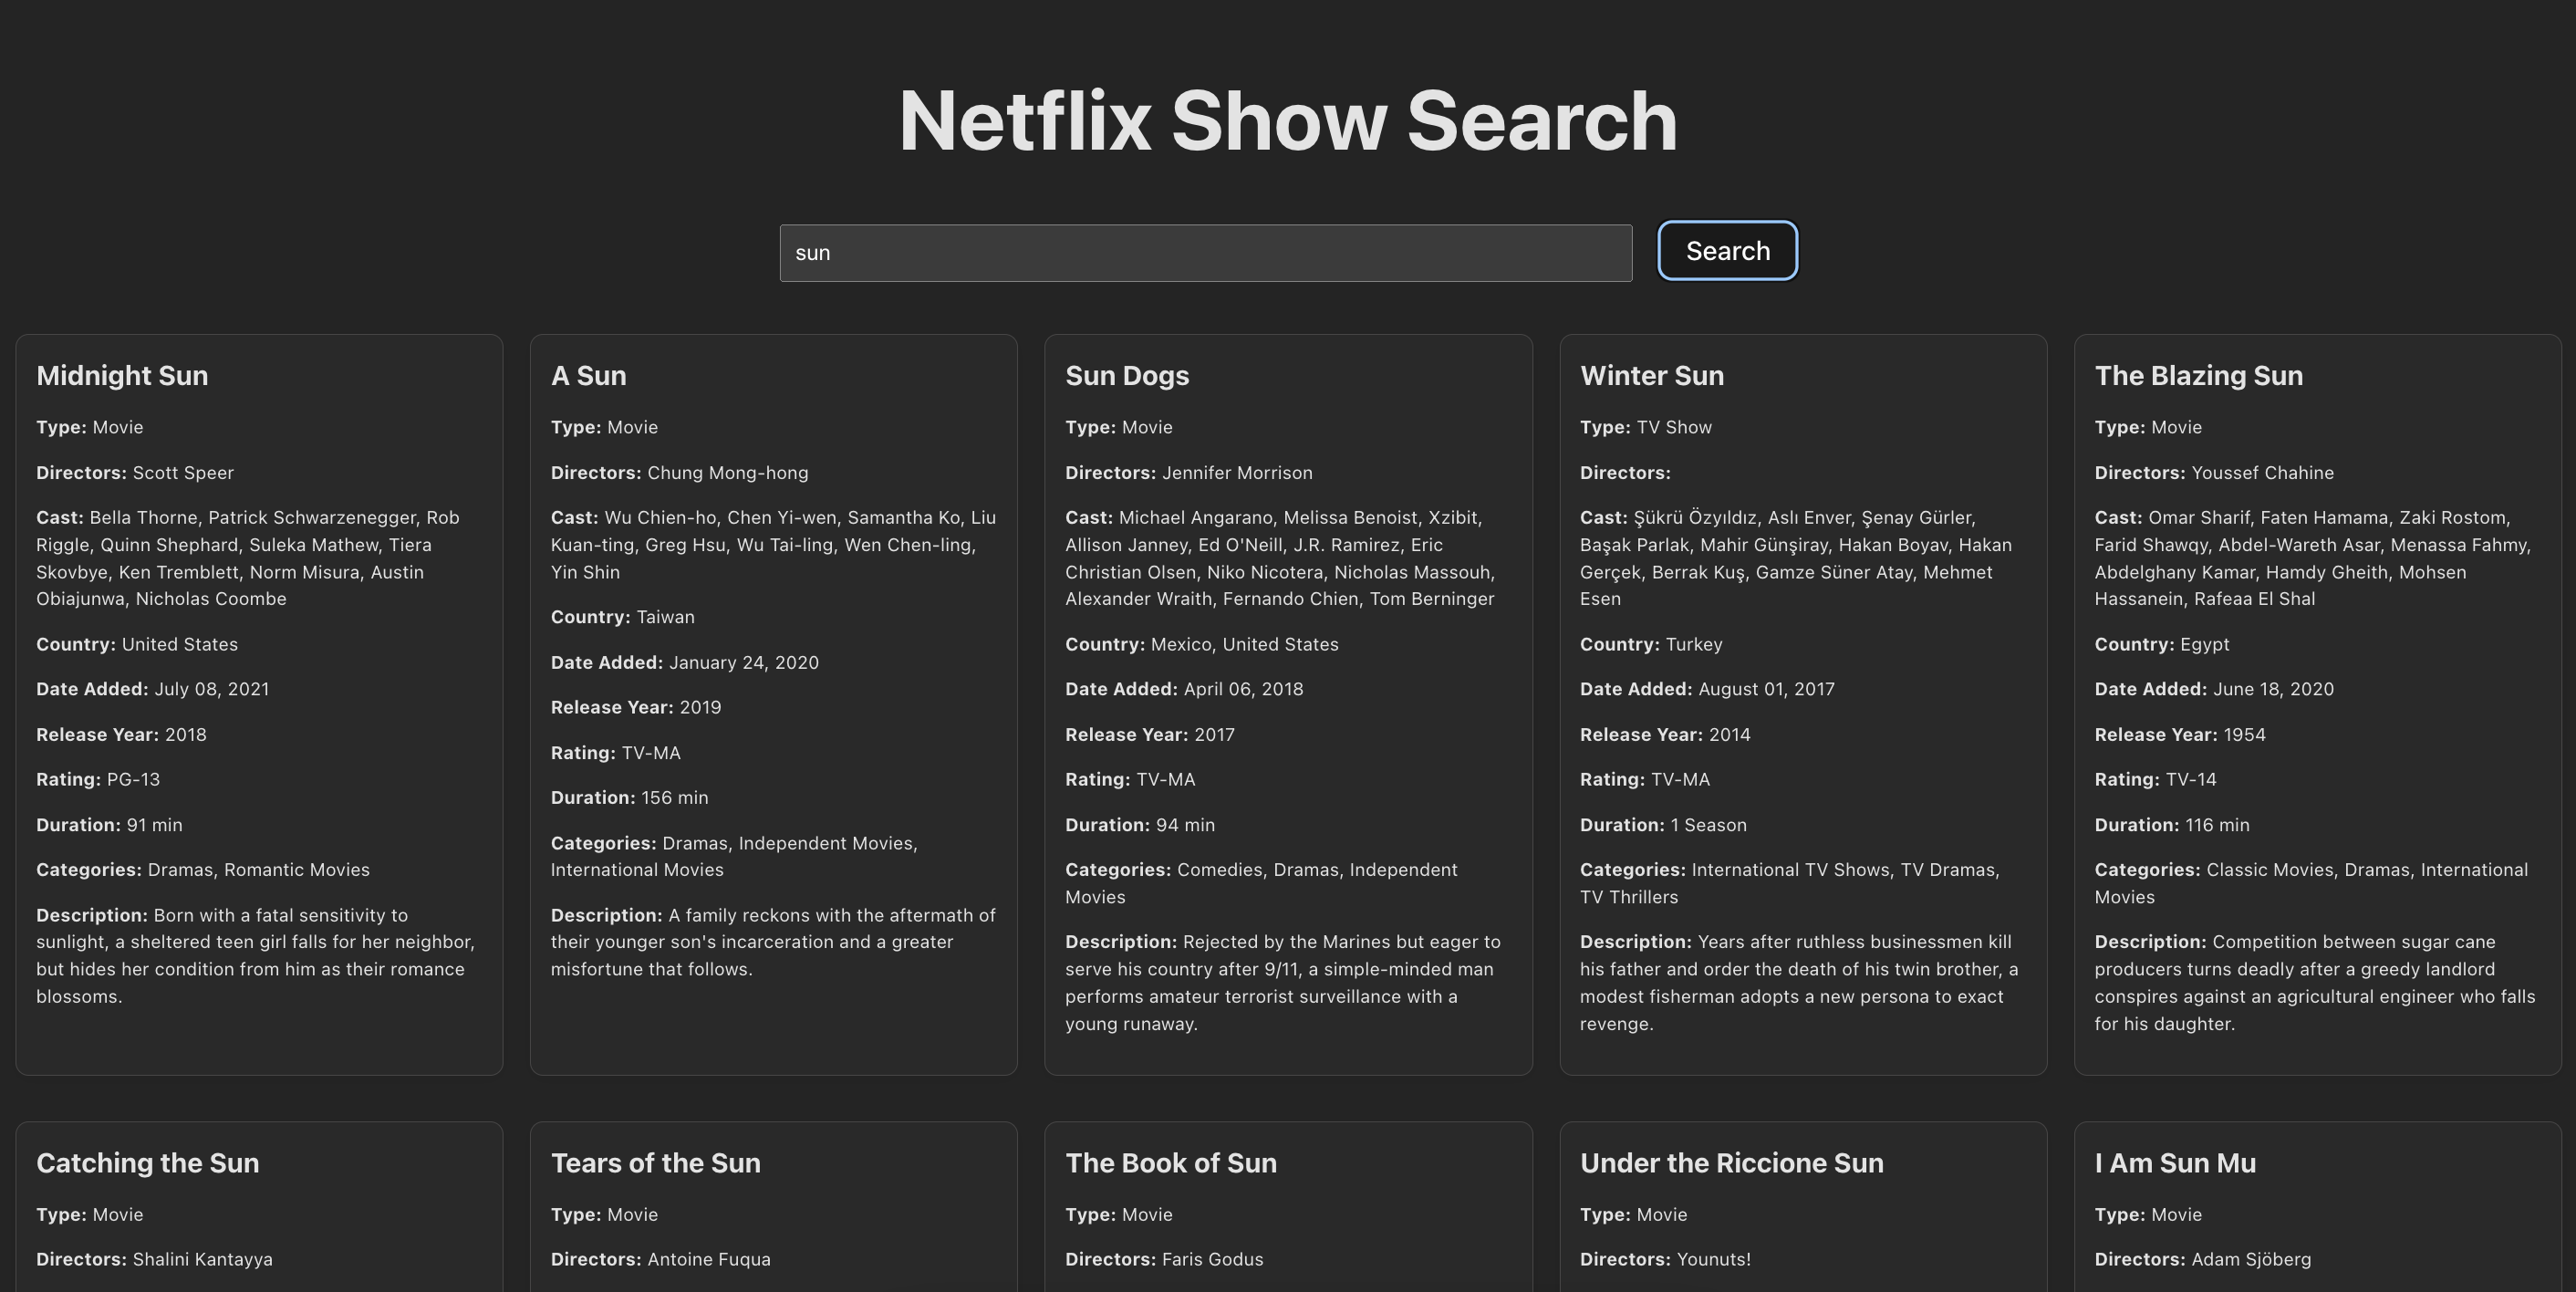 Netflix Show Search
sun
Search
Midnight Sun
Type: Movie
Directors: Scott Speer
Cast: Bella Thorne, Patrick Schwarzenegger, Rob
Riggle, Quinn Shephard, Suleka Mathew, Tiera
Skovbye, Ken Tremblett, Norm Misura, Austin
Obiajunwa, Nicholas Coombe
Country: United States
Date Added: July 08, 2021
Release Year: 2018
Rating: PG-13
Duration: 91 min
Categories: Dramas, Romantic Movies
Description: Born with a fatal sensitivity to
sunlight, a sheltered teen girl falls for her neighbor,
but hides her condition from him as their romance
blossoms.
A Sun
Type: Movie
Directors: Chung Mong-hong
Cast: Wu Chien-ho, Chen Yi-wen, Samantha Ko, Liu
Kuan-ting, Greg Hsu, Wu Tai-ling, Wen Chen-ling,
Yin Shin
Country: Taiwan
Date Added: January 24, 2020
Release Year: 2019
Rating: TV-MA
Duration: 156 min
Categories: Dramas, Independent Movies,
International Movies
Description: A family reckons with the aftermath of
their younger son's incarceration and a greater
misfortune that follows.
Sun Dogs
Type: Movie
Directors: Jennifer Morrison
Cast: Michael Angarano, Melissa Benoist, Xzibit,
Allison Janney, Ed O'Neill, J.R. Ramirez, Eric
Christian Olsen, Niko Nicotera, Nicholas Massouh,
Alexander Wraith, Fernando Chien, Tom Berninger
Country: Mexico, United States
Date Added: April 06, 2018
Release Year: 2017
Rating: TV-MA
Duration: 94 min
Categories: Comedies, Dramas, Independent
Movies
Description: Rejected by the Marines but eager to
serve his country after 9/11, a simple-minded man
performs amateur terrorist surveillance with a
young runaway.
Winter Sun
Type: TV Show
Directors:
Cast: Şükrü Özyıldız, Aslı Enver, Şenay Gürler,
Başak Parlak, Mahir Günşiray, Hakan Boyav, Hakan
Gerçek, Berrak Kuş, Gamze Süner Atay, Mehmet
Esen
Country: Turkey
Date Added: August 01, 2017
Release Year: 2014
Rating: TV-MA
Duration: 1 Season
Categories: International TV Shows, TV Dramas,
TV Thrillers
Description: Years after ruthless businessmen kill
his father and order the death of his twin brother, a
modest fisherman adopts a new persona to exact
revenge.
The Blazing Sun
Type: Movie
Directors: Youssef Chahine
Cast: Omar Sharif, Faten Hamama, Zaki Rostom,
Farid Shawqy, Abdel-Wareth Asar, Menassa Fahmy,
Abdelghany Kamar, Hamdy Gheith, Mohsen
Hassanein, Rafeaa El Shal
Country: Egypt
Date Added: June 18, 2020
Release Year: 1954
Rating: TV-14
Duration: 116 min
Categories: Classic Movies, Dramas, International
Movies
Description: Competition between sugar cane
producers turns deadly after a greedy landlord
conspires against an agricultural engineer who falls
for his daughter.
Catching the Sun
Type: Movie
Directors: Shalini Kantayya
Tears of the Sun
Type: Movie
Directors: Antoine Fuqua
The Book of Sun
Type: Movie
Directors: Faris Godus
Under the Riccione Sun
Type: Movie
Directors: Younuts!
I Am Sun Mu
Type: Movie
Directors: Adam Sjöberg